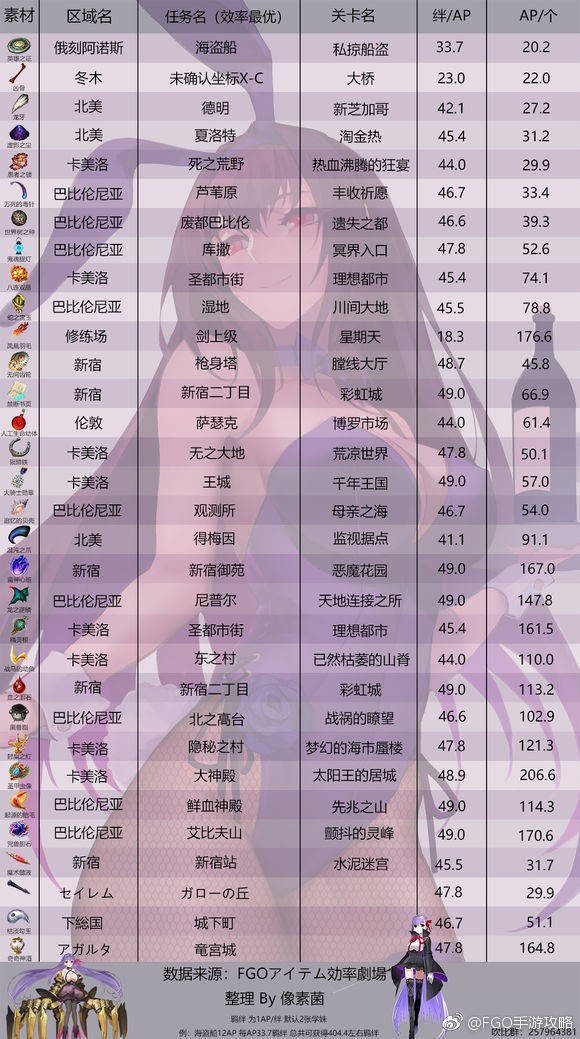 素材 区域名 任务名（效率最优） 关卡名 绊/AP AP/个
英雄之证 俄刻阿诺斯 海盗船 私掠船盗 33.7 20.2
凶骨 冬木 未确认坐标X-C 大桥 23.0 22.0
龙牙 北美 德明 新芝加哥 42.1 27.2
虚影之尘 北美 夏洛特 淘金热 45.4 31.2
愚者之锁 卡美洛 死之荒野 热血沸腾的狂宴 44.0 29.9
万死的毒针 巴比伦尼亚 芦苇原 丰收祈愿 46.7 33.4
世界树之种 巴比伦尼亚 废都巴比伦 遗失之都 46.6 39.3
鬼魂提灯 巴比伦尼亚 库撒 冥界入口 47.8 52.6
八连双晶 卡美洛 圣都市街 理想都市 45.4 74.1
蛇之宝玉 巴比伦尼亚 湿地 川间大地 45.5 78.8
凤凰羽毛 修练场 剑上级 星期天 18.3 176.6
无间齿轮 新宿 枪身塔 膛线大厅 48.7 45.8
禁断书页 新宿 新宿二丁目 彩虹城 49.0 66.9
人工生命幼体 伦敦 萨瑟克 博罗市场 44.0 61.4
陨蹄铁 卡美洛 无之大地 荒凉世界 47.8 50.1
大骑士勋章 卡美洛 王城 千年王国 49.0 57.0
追忆的贝壳 巴比伦尼亚 观测所 母亲之海 46.7 54.0
混沌之爪 北美 得梅因 监视据点 41.1 91.1
蛮神心脏 新宿 新宿御苑 恶魔花园 49.0 167.0
龙之逆鳞 巴比伦尼亚 尼普尔 天地连接之所 49.0 147.8
精灵根 卡美洛 圣都市街 理想都市 45.4 161.5
战马的幼角 卡美洛 东之村 已然枯萎的山脊 44.0 110.0
血之泪石 新宿 新宿二丁目 彩虹城 49.0 113.2
黑兽脂 巴比伦尼亚 北之高台 战祸的瞭望 46.6 102.9
封魔之灯 卡美洛 隐秘之村 梦幻的海市蜃楼 47.8 121.3
圣甲虫像 卡美洛 大神殿 太阳王的居城 48.9 206.6
起源的胎毛 巴比伦尼亚 鲜血神殿 先兆之山 49.0 114.3
咒兽胆石 巴比伦尼亚 艾比夫山 颤抖的灵峰 49.0 170.6
魔术髓液 新宿 新宿站 水泥迷宫 45.5 31.7
セイレム ガローの丘 47.8 29.9
枯淡勾玉 下総国 城下町 46.7 51.1
奇奇神酒 アガルタ 竜宮城 47.8 164.8
数据来源：FGOアイテム効率劇場
整理 By 像素菌
羁绊 为1AP/绊 默认2张学妹
例：海盗船12AP 每AP33.7羁绊 总共可获得404.4左右羁绊
吹比群：257964381
@FGO手游攻略